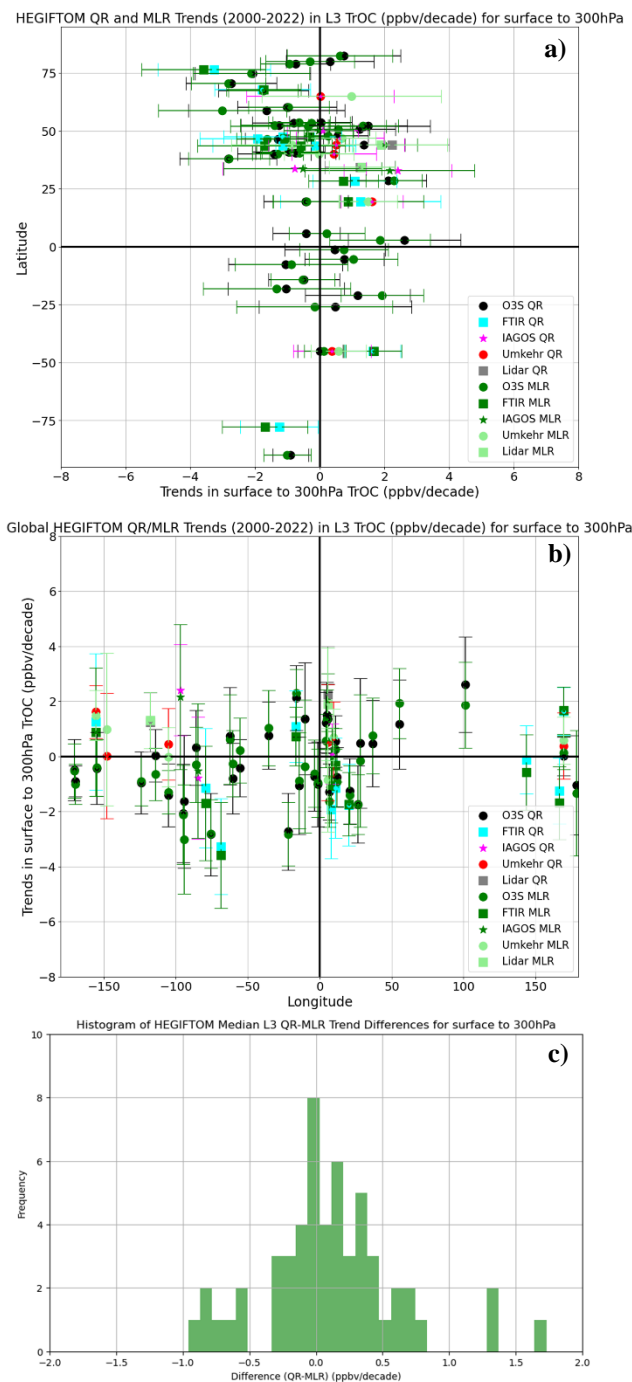 HEGIFTOM QR and MLR Trends (2000-2022) in L3 TrOC (ppbv/decade) for surface to 300hPa
a)
75
50
25
0
−25
−50
−75
Latitude
O3S QR
FTIR QR
IAGOS QR
Umkehr QR
Lidar QR
O3S MLR
FTIR MLR
IAGOS MLR
Umkehr MLR
Lidar MLR
−8 −6 −4 −2 0 2 4 6 8
Trends in surface to 300hPa TrOC (ppbv/decade)
Global HEGIFTOM QR/MLR Trends (2000-2022) in L3 TrOC (ppbv/decade) for surface to 300hPa
b)
8
6
4
2
0
−2
−4
−6
−8
Trends in surface to 300hPa TrOC (ppbv/decade)
O3S QR
FTIR QR
IAGOS QR
Umkehr QR
Lidar QR
O3S MLR
FTIR MLR
IAGOS MLR
Umkehr MLR
Lidar MLR
−150 −100 −50 0 50 100 150
Longitude
Histogram of HEGIFTOM Median L3 QR-MLR Trend Differences for surface to 300hPa
c)
10
8
6
4
2
0
Frequency
−2.0 −1.5 −1.0 −0.5 0.0 0.5 1.0 1.5 2.0
Difference (QR-MLR) (ppbv/decade)